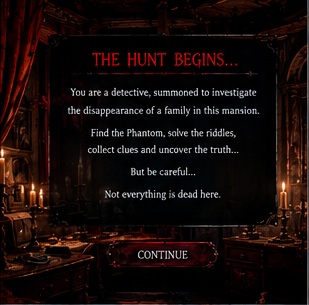 THE HUNT BEGINS...
You are a detective, summoned to investigate
the disappearance of a family in this mansion.
Find the Phantom, solve the riddles,
collect clues and uncover the truth...
But be careful...
Not everything is dead here.
CONTINUE